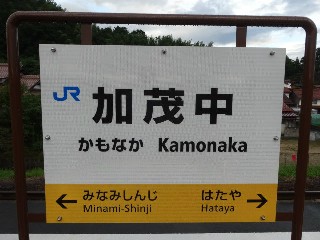 JR 加茂中
かもなか Kamonaka
← みなみしんじ はたや →
Minami-Shinji Hataya